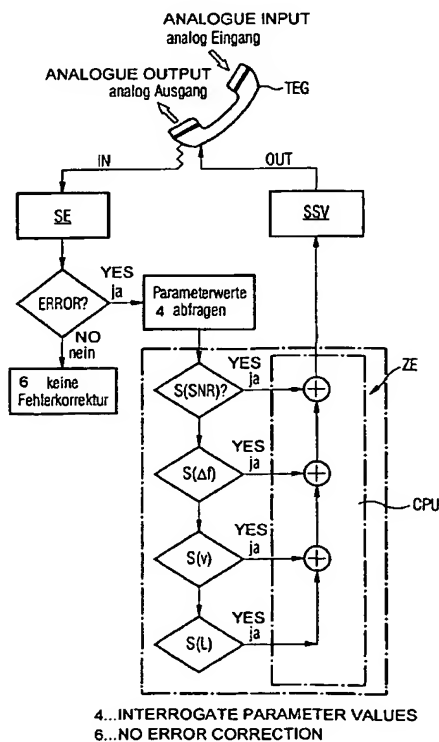 ANALOGUE INPUT
analog Eingang
ANALOGUE OUTPUT
analog Ausgang
TEG
IN
OUT
SE
SSV
ERROR?
YES
ja
Parameterwerte
4 abfragen
NO
nein
6 keine
Fehlerkorrektur
S(SNR)?
YES
ja
+
ZE
S(Δf)
YES
ja
+
CPU
S(v)
YES
ja
+
S(L)
YES
ja
4...INTERROGATE PARAMETER VALUES
6...NO ERROR CORRECTION